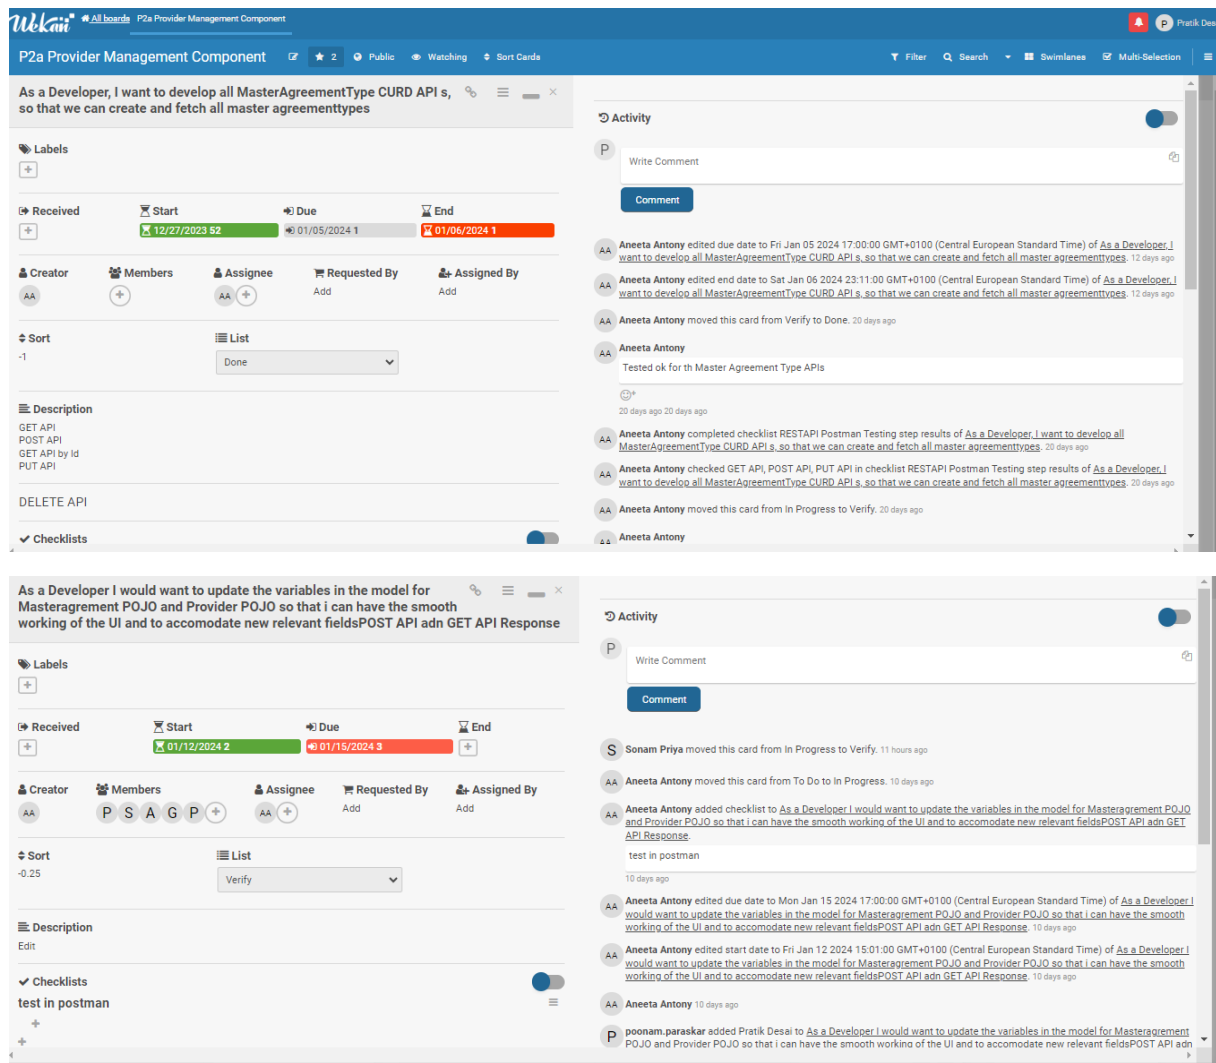 Wekan
All boards P2a Provider Management Component
P Pratik Desa
P2a Provider Management Component 2 Public Watching Sort Cards
Filter Search Swimlanes Multi-Selection
As a Developer, I want to develop all MasterAgreementType CURD API s,
so that we can create and fetch all master agreementtypes
Labels
Received Start Due End
12/27/2023 52 01/05/2024 1 01/06/2024 1
Creator Members Assignee Requested By Assigned By
AA AA Add Add
Sort List
-1
Done
Description
GET API
POST API
GET API by Id
PUT API
DELETE API
Checklists
Activity
P
Write Comment
Comment
AA Aneeta Antony edited due date to Fri Jan 05 2024 17:00:00 GMT+0100 (Central European Standard Time) of As a Developer, I
want to develop all MasterAgreementType CURD API s, so that we can create and fetch all master agreementtypes. 12 days ago
AA Aneeta Antony edited end date to Sat Jan 06 2024 23:11:00 GMT+0100 (Central European Standard Time) of As a Developer, I
want to develop all MasterAgreementType CURD API s, so that we can create and fetch all master agreementtypes. 12 days ago
AA Aneeta Antony moved this card from Verify to Done. 20 days ago
AA Aneeta Antony
Tested ok for th Master Agreement Type APIs
20 days ago 20 days ago
AA Aneeta Antony completed checklist RESTAPI Postman Testing step results of As a Developer, I want to develop all
MasterAgreementType CURD API s, so that we can create and fetch all master agreementtypes. 20 days ago
AA Aneeta Antony checked GET API, POST API, PUT API in checklist RESTAPI Postman Testing step results of As a Developer, I
want to develop all MasterAgreementType CURD API s, so that we can create and fetch all master agreementtypes. 20 days ago
AA Aneeta Antony moved this card from In Progress to Verify. 20 days ago
AA Aneeta Antony
As a Developer I would want to update the variables in the model for
Masteragrement POJO and Provider POJO so that i can have the smooth
working of the UI and to accomodate new relevant fieldsPOST API adn GET API Response
Labels
Received Start Due End
01/12/2024 2 01/15/2024 3
Creator Members Assignee Requested By Assigned By
AA P S A G P AA Add Add
Sort List
-0.25
Verify
Description
Edit
Checklists
test in postman
Activity
P
Write Comment
Comment
S Sonam Priya moved this card from In Progress to Verify. 11 hours ago
AA Aneeta Antony moved this card from To Do to In Progress. 10 days ago
AA Aneeta Antony added checklist to As a Developer I would want to update the variables in the model for Masteragrement POJO
and Provider POJO so that i can have the smooth working of the UI and to accomodate new relevant fieldsPOST API adn GET
API Response.
test in postman
10 days ago
AA Aneeta Antony edited due date to Mon Jan 15 2024 17:00:00 GMT+0100 (Central European Standard Time) of As a Developer I
would want to update the variables in the model for Masteragrement POJO and Provider POJO so that i can have the smooth
working of the UI and to accomodate new relevant fieldsPOST API adn GET API Response. 10 days ago
AA Aneeta Antony edited start date to Fri Jan 12 2024 15:01:00 GMT+0100 (Central European Standard Time) of As a Developer I
would want to update the variables in the model for Masteragrement POJO and Provider POJO so that i can have the smooth
working of the UI and to accomodate new relevant fieldsPOST API adn GET API Response. 10 days ago
AA Aneeta Antony 10 days ago
P poonam.paraskar added Pratik Desai to As a Developer I would want to update the variables in the model for Masteragrement
POJO and Provider POJO so that i can have the smooth working of the UI and to accomodate new relevant fieldsPOST API adn